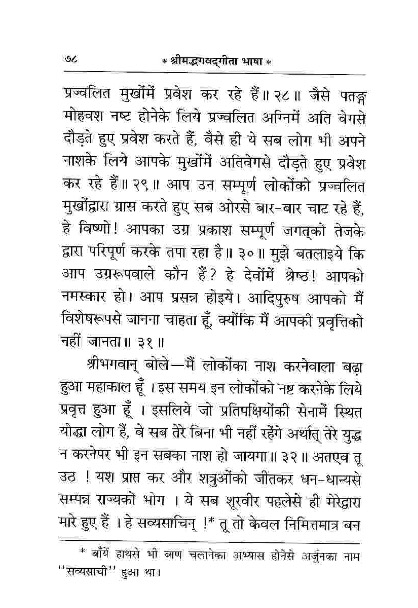 ७८ * श्रीमद्भगवद्‌गीता भाषा *
प्रज्वलित मुखोंमें प्रवेश कर रहे हैं॥ २८॥ जैसे पतङ्ग
मोहवश नष्ट होनेके लिये प्रज्वलित अग्निमें अति वेगसे
दौड़ते हुए प्रवेश करते हैं, वैसे ही ये सब लोग भी अपने
नाशके लिये आपके मुखोंमें अतिवेगसे दौड़ते हुए प्रवेश
कर रहे हैं॥ २९॥ आप उन सम्पूर्ण लोकोंको प्रज्वलित
मुखोंद्वारा ग्रास करते हुए सब ओरसे बार-बार चाट रहे हैं,
हे विष्णो! आपका उग्र प्रकाश सम्पूर्ण जगत्‌को तेजके
द्वारा परिपूर्ण करके तपा रहा है॥ ३०॥ मुझे बतलाइये कि
आप उग्ररूपवाले कौन हैं? हे देवोंमें श्रेष्ठ! आपको
नमस्कार हो। आप प्रसन्न होइये। आदिपुरुष आपको मैं
विशेषरूपसे जानना चाहता हूँ, क्योंकि मैं आपकी प्रवृत्तिको
नहीं जानता॥ ३१॥
श्रीभगवान् बोले—मैं लोकोंका नाश करनेवाला बढ़ा
हुआ महाकाल हूँ। इस समय इन लोकोंको नष्ट करनेके लिये
प्रवृत्त हुआ हूँ। इसलिये जो प्रतिपक्षियोंकी सेनामें स्थित
योद्धा लोग हैं, वे सब तेरे बिना भी नहीं रहेंगे अर्थात् तेरे युद्ध
न करनेपर भी इन सबका नाश हो जायगा॥ ३२॥ अतएव तू
उठ ! यश प्राप्त कर और शत्रुओंको जीतकर धन-धान्यसे
सम्पन्न राज्यको भोग । ये सब शूरवीर पहलेसे ही मेरेद्वारा
मारे हुए हैं । हे सव्यसाचिन् !* तू तो केवल निमित्तमात्र बन
* बाँयें हाथसे भी बाण चलानेका अभ्यास होनेसे अर्जुनका नाम
"सव्यसाची" हुआ था।